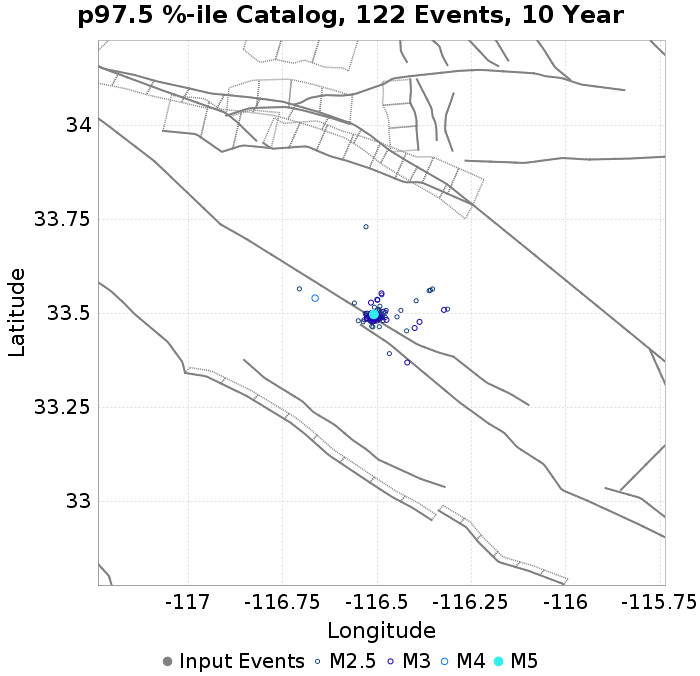 p97.5 %-ile Catalog, 122 Events, 10 Year
Latitude
34
33.75
33.5
33.25
33
-117
-116.75
-116.5
-116.25
-116
-115.75
Longitude
Input Events M2.5 M3 M4 M5